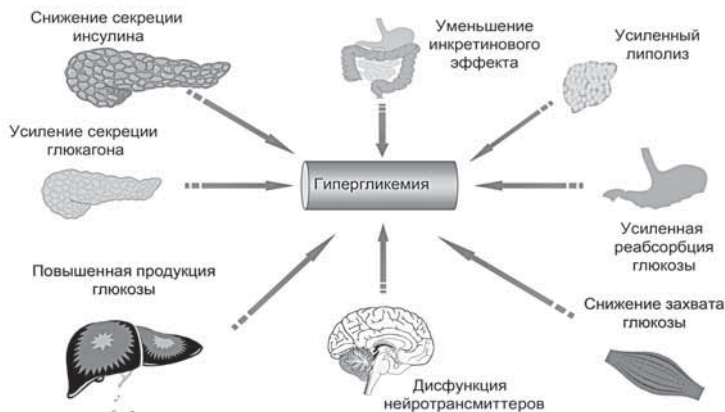 Снижение секреции
инсулина
Уменьшение
инкретинового
эффекта
Усиленный
липолиз
Усиление секреции
глюкагона
Гипергликемия
Усиленная
реабсорбция
глюкозы
Повышенная продукция
глюкозы
Снижение захвата
глюкозы
Дисфункция
нейротрансмиттеров